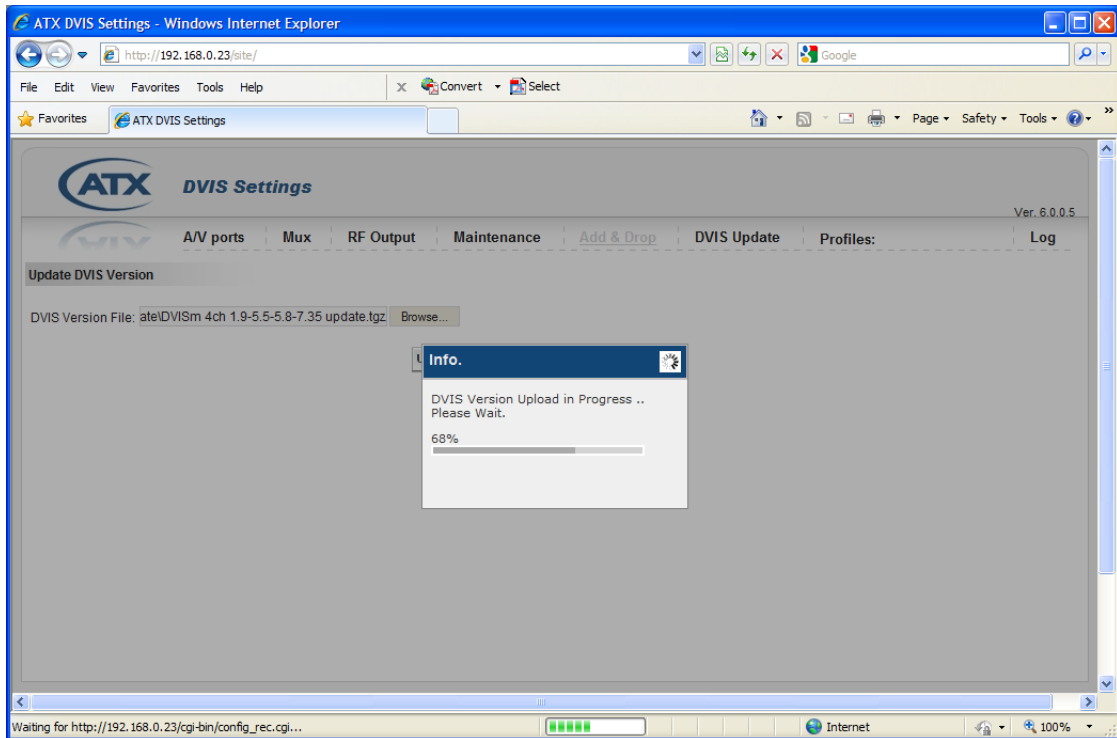 ATX DVIS Settings - Windows Internet Explorer
http://192.168.0.23/site/
Google
File Edit View Favorites Tools Help
x Convert Select
Favorites ATX DVIS Settings
Page Safety Tools »
ATX DVIS Settings
Ver. 6.0.0.5
A/V ports Mux RF Output Maintenance Add & Drop DVIS Update Profiles: Log
Update DVIS Version
DVIS Version File: ate\DVISm 4ch 1.9-5.5-5.8-7.35 update.tgz Browse...
Info.
DVIS Version Upload in Progress ..
Please Wait.
68%
Waiting for http://192.168.0.23/cgi-bin/config_rec.cgi... Internet 100%